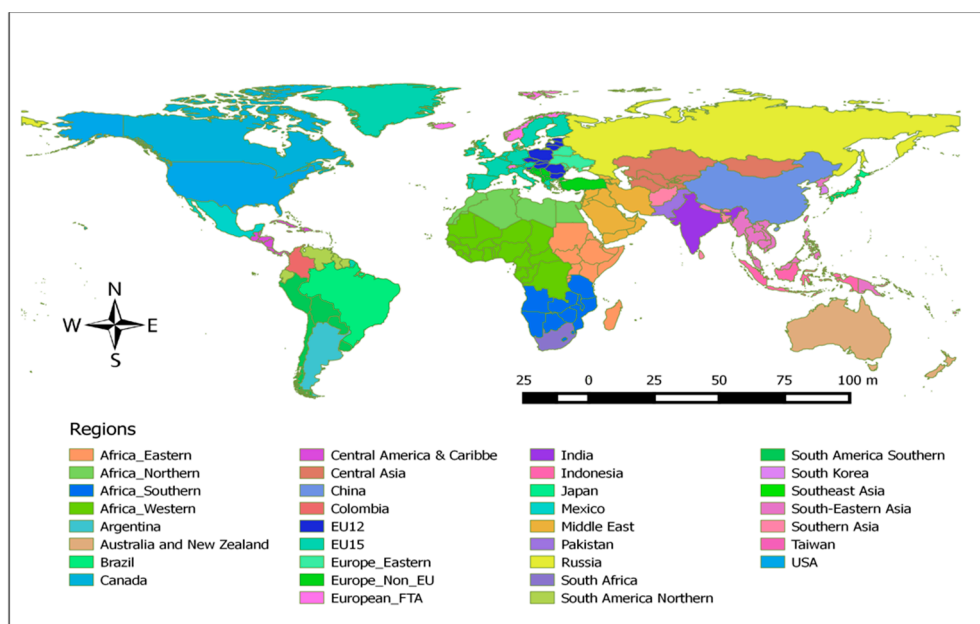 N
W E
S
25 0 25 50 75 100 m
Regions
Africa_Eastern
Africa_Northern
Africa_Southern
Africa_Western
Argentina
Australia and New Zealand
Brazil
Canada
Central America & Caribbe
Central Asia
China
Colombia
EU12
EU15
Europe_Eastern
Europe_Non_EU
European_FTA
India
Indonesia
Japan
Mexico
Middle East
Pakistan
Russia
South Africa
South America Northern
South America Southern
South Korea
Southeast Asia
South-Eastern Asia
Southern Asia
Taiwan
USA